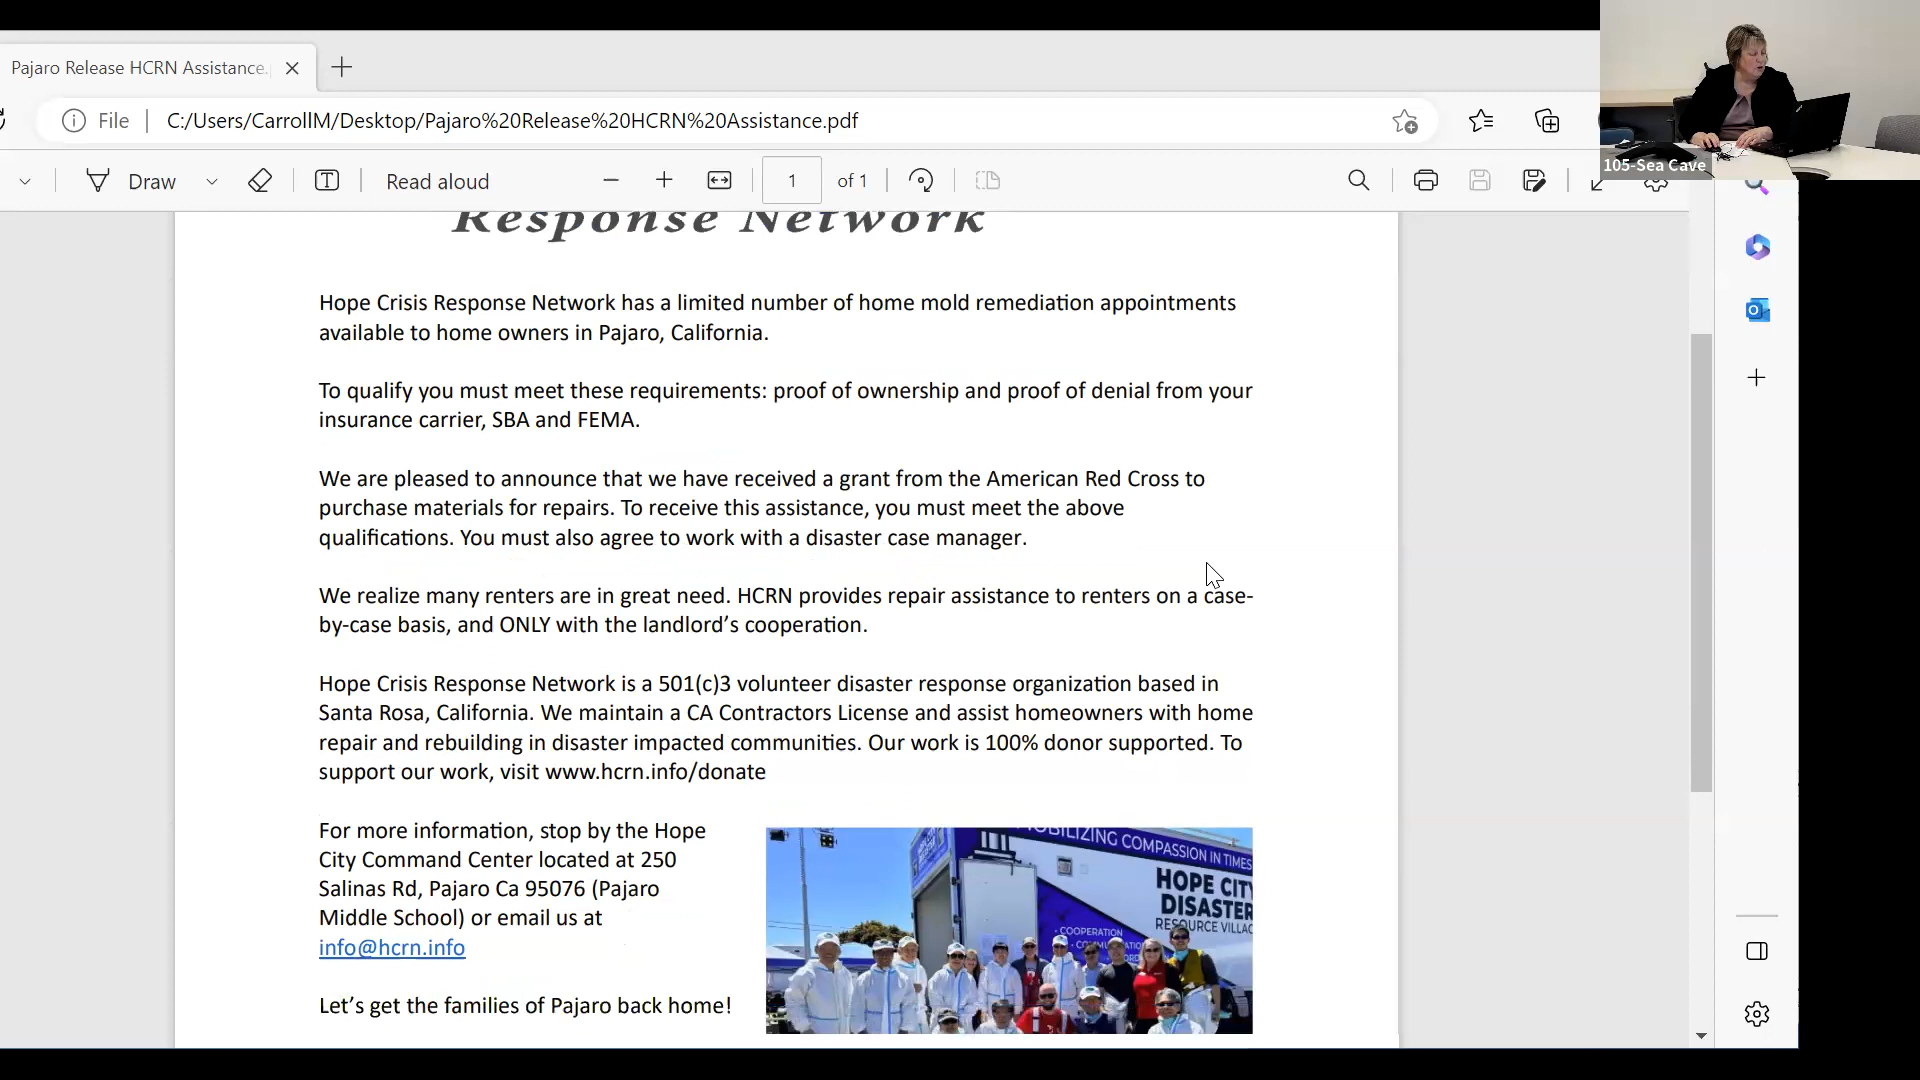 Pajaro Release HCRN Assistance.
File
C:/Users/CarrollM/Desktop/Pajaro%20Release%20HCRN%20Assistance.pdf
105-Sea Cave
Draw
Read aloud
1
of 1
Response Network
Hope Crisis Response Network has a limited number of home mold remediation appointments
available to home owners in Pajaro, California.
To qualify you must meet these requirements: proof of ownership and proof of denial from your
insurance carrier, SBA and FEMA.
We are pleased to announce that we have received a grant from the American Red Cross to
purchase materials for repairs. To receive this assistance, you must meet the above
qualifications. You must also agree to work with a disaster case manager.
We realize many renters are in great need. HCRN provides repair assistance to renters on a case-
by-case basis, and ONLY with the landlord’s cooperation.
Hope Crisis Response Network is a 501(c)3 volunteer disaster response organization based in
Santa Rosa, California. We maintain a CA Contractors License and assist homeowners with home
repair and rebuilding in disaster impacted communities. Our work is 100% donor supported. To
support our work, visit www.hcrn.info/donate
For more information, stop by the Hope
City Command Center located at 250
Salinas Rd, Pajaro Ca 95076 (Pajaro
Middle School) or email us at
info@hcrn.info
Let’s get the families of Pajaro back home!
MOBILIZING COMPASSION IN TIMES
HOPE CITY
DISASTER
RESOURCE VILLAG
• COOPERATION